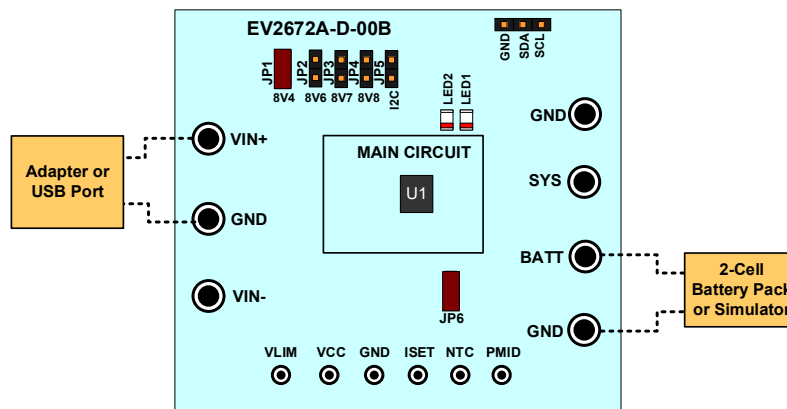 EV2672A-D-00B
GND
SDA
SCL
JP1
JP2
JP3
JP4
JP5
8V4
8V6
8V7
8V8
I2C
LED2
LED1
Adapter or
USB Port
VIN+
GND
VIN-
MAIN CIRCUIT
U1
GND
SYS
BATT
GND
2-Cell
Battery Pack
or Simulator
JP6
VLIM
VCC
GND
ISET
NTC
PMID